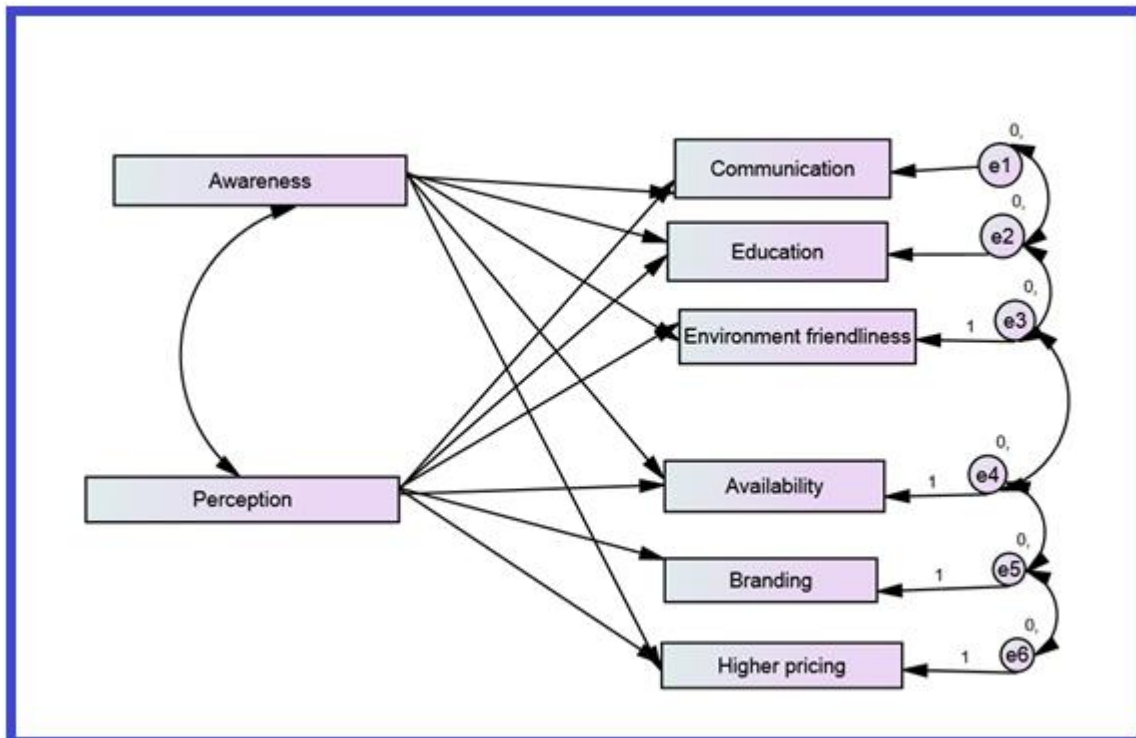 0,
Communication
e1
Awareness
0,
Education
e2
0,
Environment friendliness
1
e3
0,
Perception
Availability
1
e4
0,
Branding
1
e5
0,
Higher pricing
1
e6